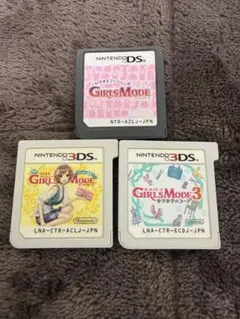 NINTENDO DS
GIRLS MODE
NTR-AZLJ-JPN
NINTENDO 3DS
GIRLS MODE
Nintendo
LNA-CTR-ACLJ-JPN
NINTENDO 3DS
GIRLS MODE 3
キラキラ☆コーデ
LNA-CTR-ECDJ-JPN